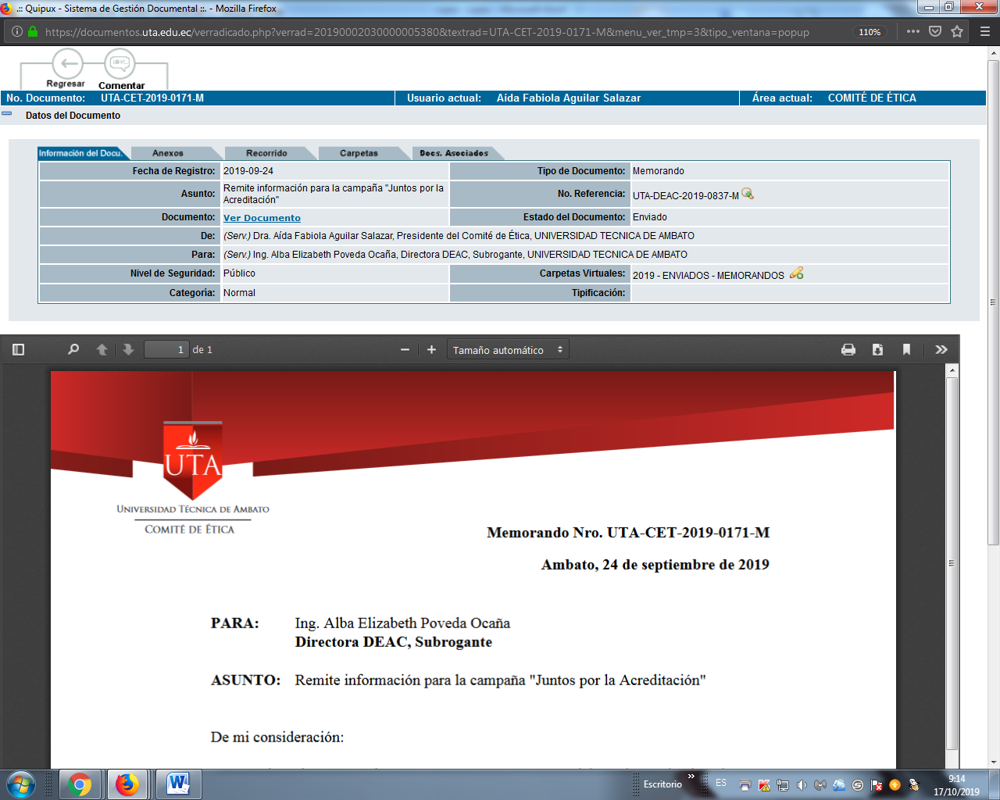 .:: Quipux - Sistema de Gestión Documental ::. - Mozilla Firefox
https://documentos.uta.edu.ec/verradicado.php?verrad=20190002030000005380&textrad=UTA-CET-2019-0171-M&menu_ver_tmp=3&tipo_ventana=popup
110%
Regresar Comentar
No. Documento: UTA-CET-2019-0171-M Usuario actual: Aída Fabiola Aguilar Salazar Área actual: COMITÉ DE ÉTICA
Datos del Documento
Información del Docu. Anexos Recorrido Carpetas Docs. Asociados
Fecha de Registro: 2019-09-24 Tipo de Documento: Memorando
Asunto: Remite información para la campaña "Juntos por la
Acreditación" No. Referencia: UTA-DEAC-2019-0837-M
Documento: Ver Documento Estado del Documento: Enviado
De: (Serv.) Dra. Aída Fabiola Aguilar Salazar, Presidente del Comité de Ética, UNIVERSIDAD TECNICA DE AMBATO
Para: (Serv.) Ing. Alba Elizabeth Poveda Ocaña, Directora DEAC, Subrogante, UNIVERSIDAD TECNICA DE AMBATO
Nivel de Seguridad: Público Carpetas Virtuales: 2019 - ENVIADOS - MEMORANDOS
Categoria: Normal Tipificación:
1 de 1 Tamaño automático
UTA
UNIVERSIDAD TÉCNICA DE AMBATO
COMITÉ DE ÉTICA
Memorando Nro. UTA-CET-2019-0171-M
Ambato, 24 de septiembre de 2019
PARA: Ing. Alba Elizabeth Poveda Ocaña
Directora DEAC, Subrogante
ASUNTO: Remite información para la campaña "Juntos por la Acreditación"
De mi consideración:
Escritorio ES 9:14
17/10/2019